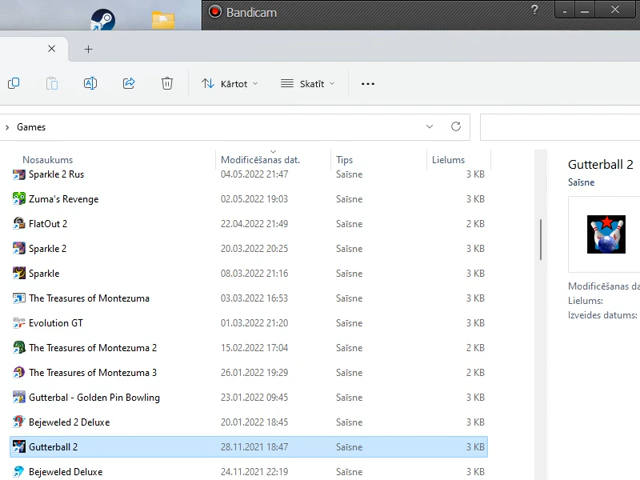 Bandicam
?
Kārtot
Skatīt
Games
Nosaukums Modificēšanas dat. Tips Lielums
Sparkle 2 Rus 04.05.2022 21:47 Saīsne 3 KB
Zuma's Revenge 02.05.2022 19:03 Saīsne 3 KB
FlatOut 2 22.04.2022 21:49 Saīsne 2 KB
Sparkle 2 20.03.2022 20:25 Saīsne 3 KB
Sparkle 08.03.2022 21:16 Saīsne 3 KB
The Treasures of Montezuma 03.03.2022 16:53 Saīsne 3 KB
Evolution GT 01.03.2022 21:20 Saīsne 3 KB
The Treasures of Montezuma 2 15.02.2022 17:04 Saīsne 2 KB
The Treasures of Montezuma 3 26.01.2022 19:29 Saīsne 2 KB
Gutterbal - Golden Pin Bowling 23.01.2022 09:45 Saīsne 3 KB
Bejeweled 2 Deluxe 20.01.2022 18:45 Saīsne 3 KB
Gutterball 2 28.11.2021 18:47 Saīsne 3 KB
Bejeweled Deluxe 24.11.2021 22:19 Saīsne 3 KB
Gutterball 2
Saīsne
Modificēšanas da
Lielums:
Izveides datums: